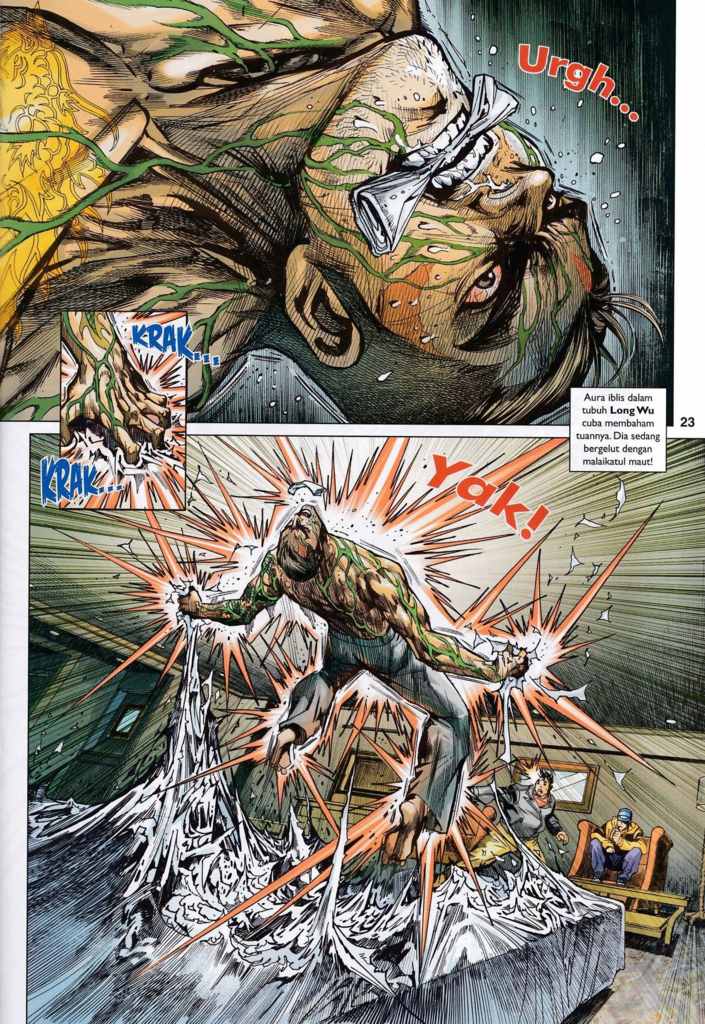 Urgh...
KRAK...
KRAK...
Aura iblis dalam
tubuh Long Wu
cuba membaham
tuannya. Dia sedang
bergelut dengan
malaikatul maut!
23
Yak!